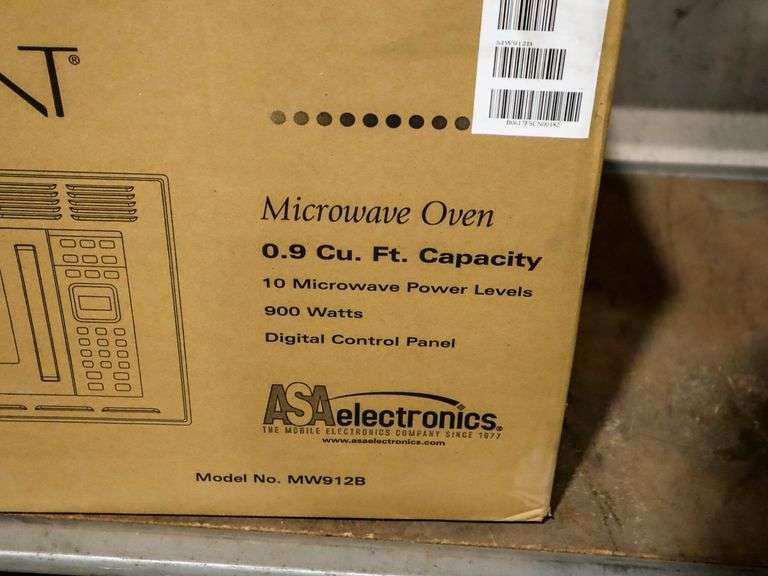 NT®
MW912B
Microwave Oven
0.9 Cu. Ft. Capacity
10 Microwave Power Levels
900 Watts
Digital Control Panel
ASAelectronics®
THE MOBILE ELECTRONICS COMPANY SINCE 1977
www.asaelectronics.com
Model No. MW912B